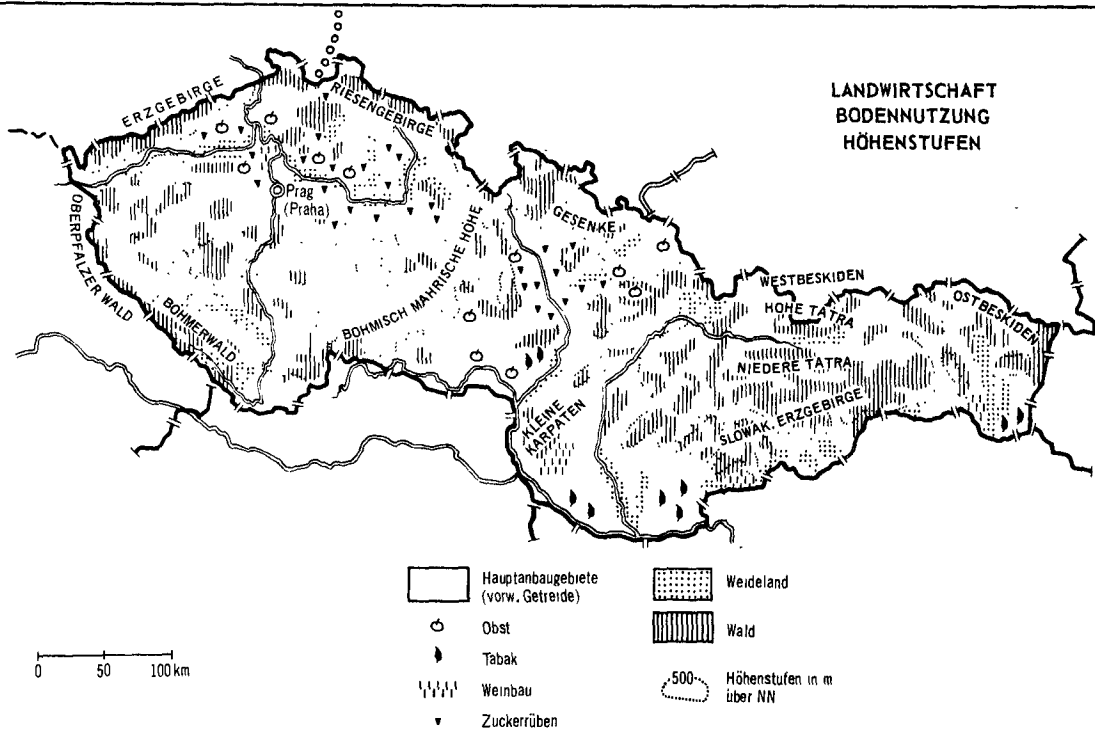 LANDWIRTSCHAFT
BODENNUTZUNG
HÖHENSTUFEN
ERZGEBIRGE
RIESENGEBIRGE
Prag
(Praha)
OBERPFÄLZER WALD
BÖHMERWALD
BÖHMISCH MÄHRISCHE HÖHE
GESENKE
WESTBESKIDEN
HOHE TATRA
OSTBESKIDEN
NIEDERE TATRA
SLOWAK. ERZGEBIRGE
KLEINE
KARPATEN
Hauptanbaugebiete
(vorw. Getreide)
Obst
Tabak
Weinbau
Zuckerrüben
Weideland
Wald
500
Höhenstufen in m
über NN
0 50 100 km